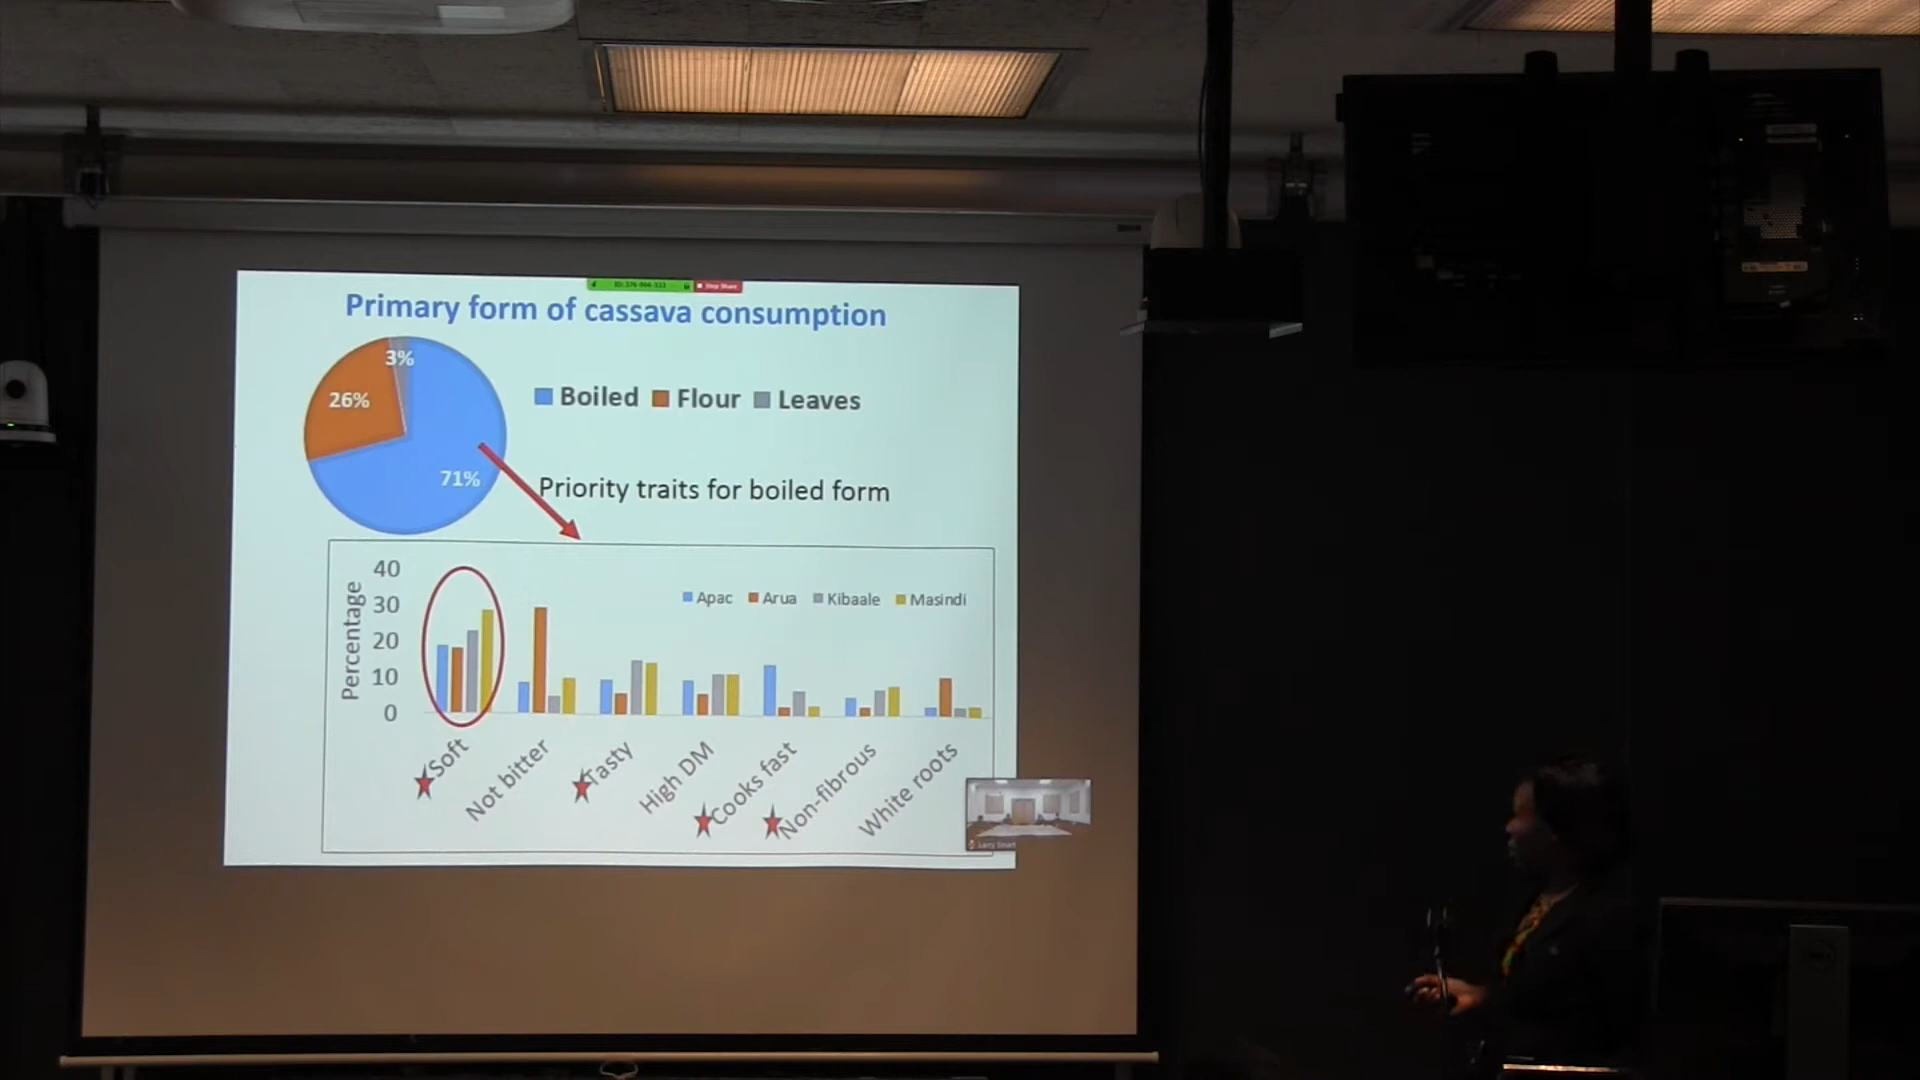 Stop Share
Primary form of cassava consumption
3%
26%
71%
Boiled Flour Leaves
Priority traits for boiled form
Percentage
40
30
20
10
0
Apac Arua Kibaale Masindi
Soft
Not bitter
Tasty
High DM
Cooks fast
Non-fibrous
White roots